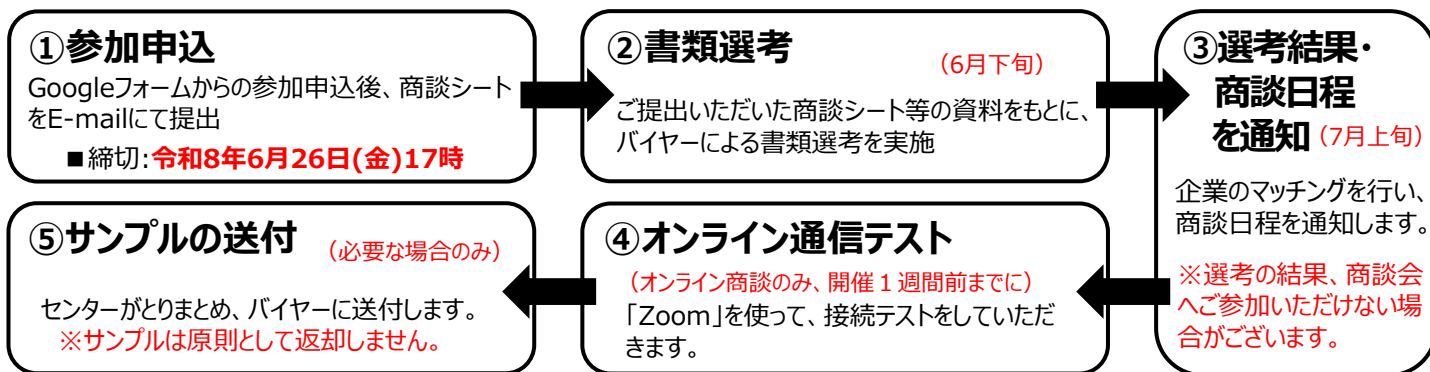 ①参加申込
Googleフォームからの参加申込後、商談シート
をE-mailにて提出
■締切:令和8年6月26日(金)17時
②書類選考
（6月下旬）
ご提出いただいた商談シート等の資料をもとに、
バイヤーによる書類選考を実施
③選考結果・
商談日程
を通知（7月上旬）
企業のマッチングを行い、
商談日程を通知します。
※選考の結果、商談会
へご参加いただけない場
合がございます。
④オンライン通信テスト
（オンライン商談のみ、開催１週間前までに）
「Zoom」を使って、接続テストをしていただ
きます。
⑤サンプルの送付
（必要な場合のみ）
センターがとりまとめ、バイヤーに送付します。
※サンプルは原則として返却しません。